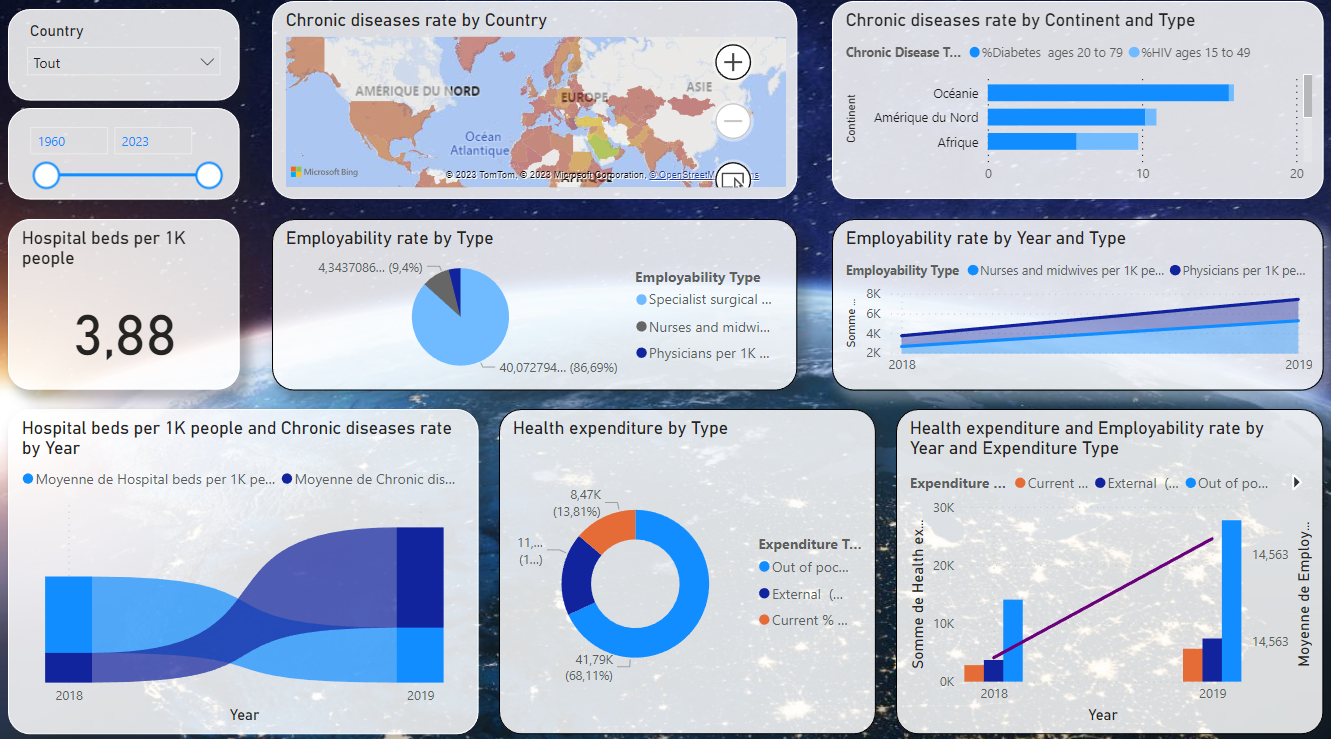 Country
Tout
1960
2023
Chronic diseases rate by Country
AMÉRIQUE DU NORD
EUROPE
ASIE
Océan
Atlantique
AFRIQUE
Microsoft Bing
© 2023 TomTom, © 2023 Microsoft Corporation, © OpenStreetM
Chronic diseases rate by Continent and Type
Chronic Disease T... %Diabetes ages 20 to 79 %HIV ages 15 to 49
Continent
Océanie
Amérique du Nord
Afrique
0 10 20
Hospital beds per 1K
people
3,88
Employability rate by Type
4,3437086... (9,4%)
40,072794... (86,69%)
Employability Type
Specialist surgical ...
Nurses and midwi...
Physicians per 1K ...
Employability rate by Year and Type
Employability Type Nurses and midwives per 1K pe... Physicians per 1K pe...
Somme ...
8K
6K
4K
2K
2018 2019
Hospital beds per 1K people and Chronic diseases rate
by Year
Moyenne de Hospital beds per 1K pe... Moyenne de Chronic dis...
2018 2019
Year
Health expenditure by Type
8,47K
(13,81%)
11,...
(1...)
41,79K
(68,11%)
Expenditure T...
Out of poc...
External (...
Current % ...
Health expenditure and Employability rate by
Year and Expenditure Type
Expenditure ... Current ... External (... Out of po...
Somme de Health ex...
30K
20K
10K
0K
14,563
14,563
Moyenne de Employ...
2018 2019
Year